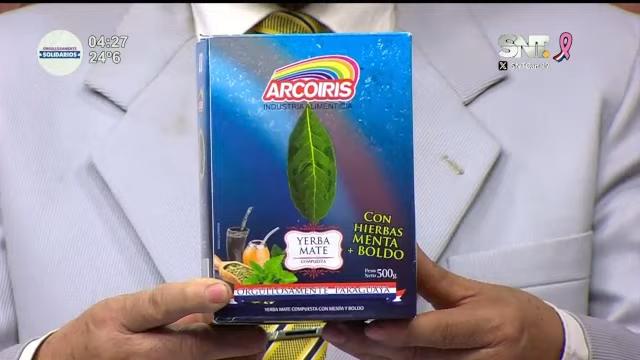 ORGULLOSAMENTE
SOLIDARIOS
04:27
24°6
SNT
ARCOIRIS
INDUSTRIA ALIMENTICIA
CON
HIERBAS
MENTA
+ BOLDO
YERBA
MATE
COMPUESTA
Peso
Neto 500g
ORGULLOSAMENTE PARAGUAYA
YERBA MATE COMPUESTA CON MENTA Y BOLDO